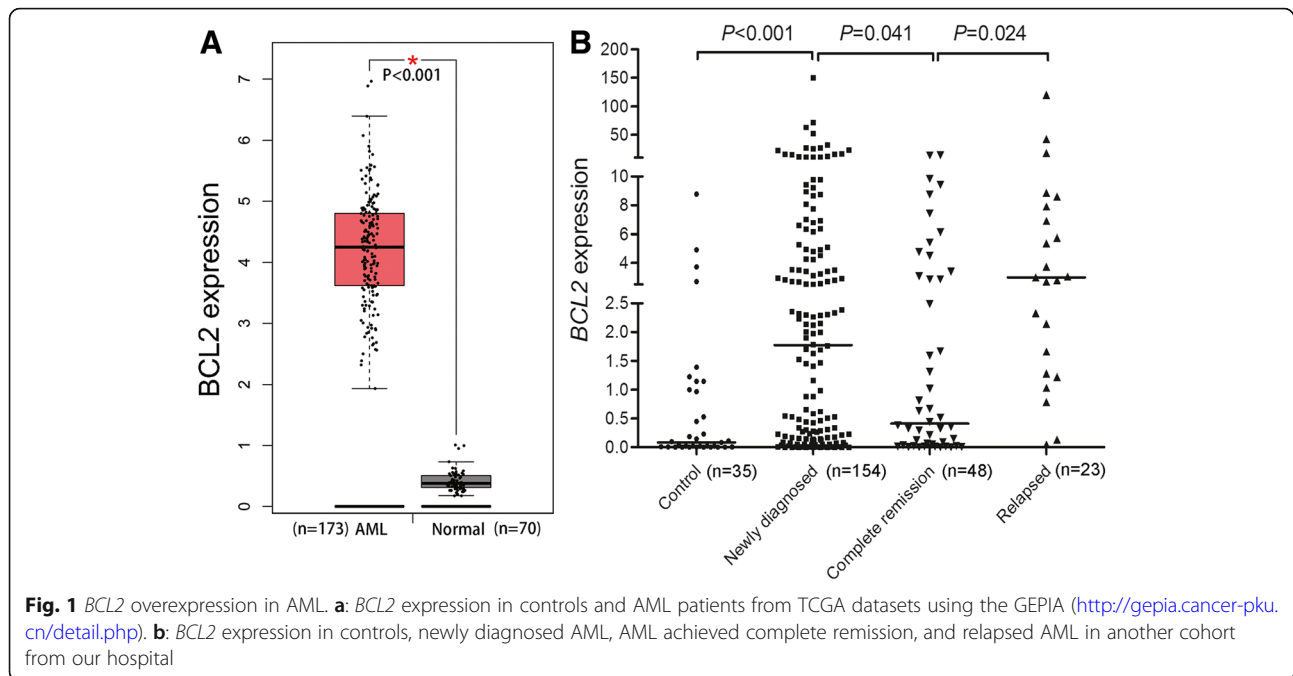 A
P<0.001
*
BCL2 expression
7
6
5
4
3
2
1
0
(n=173) AML Normal (n=70)
B
P<0.001 P=0.041 P=0.024
BCL2 expression
200
150
100
50
10
8
6
4
2.5
2.0
1.5
1.0
0.5
0.0
Control (n=35)
Newly diagnosed (n=154)
Complete remission (n=48)
Relapsed (n=23)
Fig. 1 BCL2 overexpression in AML. a: BCL2 expression in controls and AML patients from TCGA datasets using the GEPIA (http://gepia.cancer-pku.
cn/detail.php). b: BCL2 expression in controls, newly diagnosed AML, AML achieved complete remission, and relapsed AML in another cohort
from our hospital